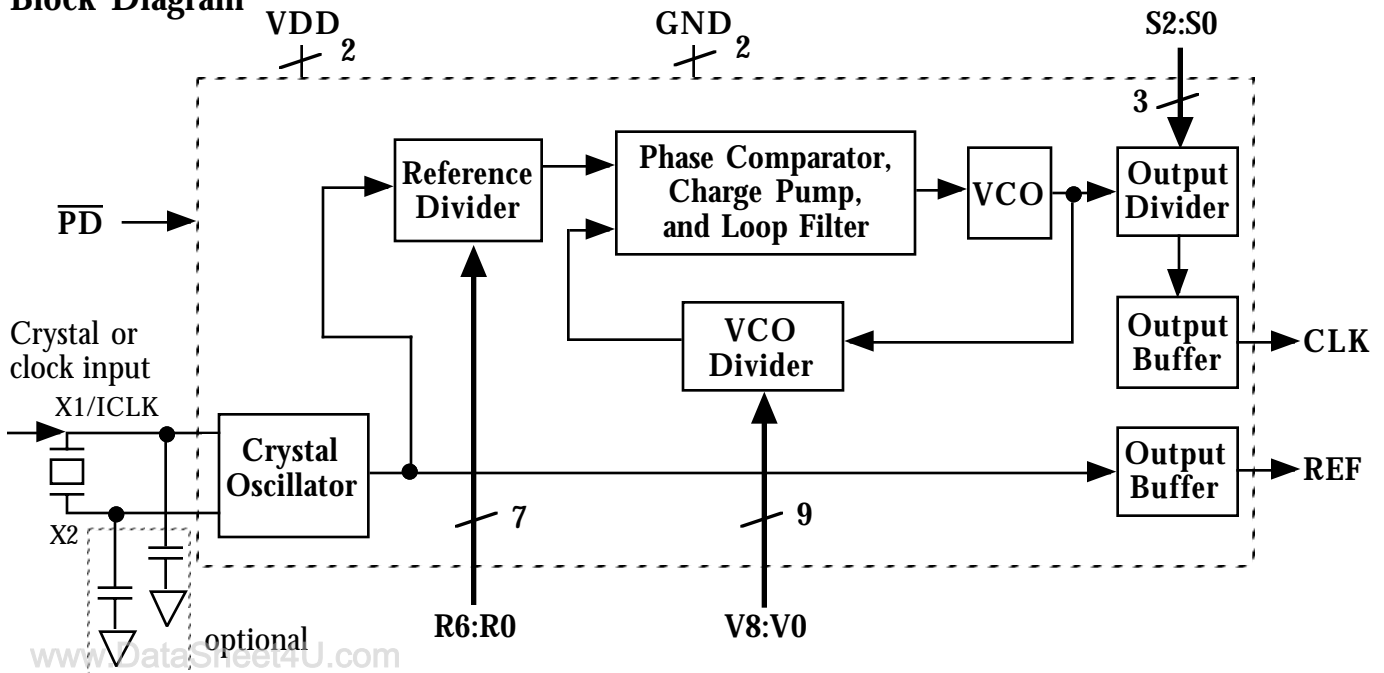 Block Diagram
VDD
2
GND
2
S2:S0
3
Reference
Divider
Phase Comparator,
Charge Pump,
and Loop Filter
VCO
Output
Divider
PD
VCO
Divider
Output
Buffer
CLK
Crystal or
clock input
X1/ICLK
Crystal
Oscillator
Output
Buffer
REF
X2
7
9
optional
R6:R0
V8:V0
www.DataSheet4U.com